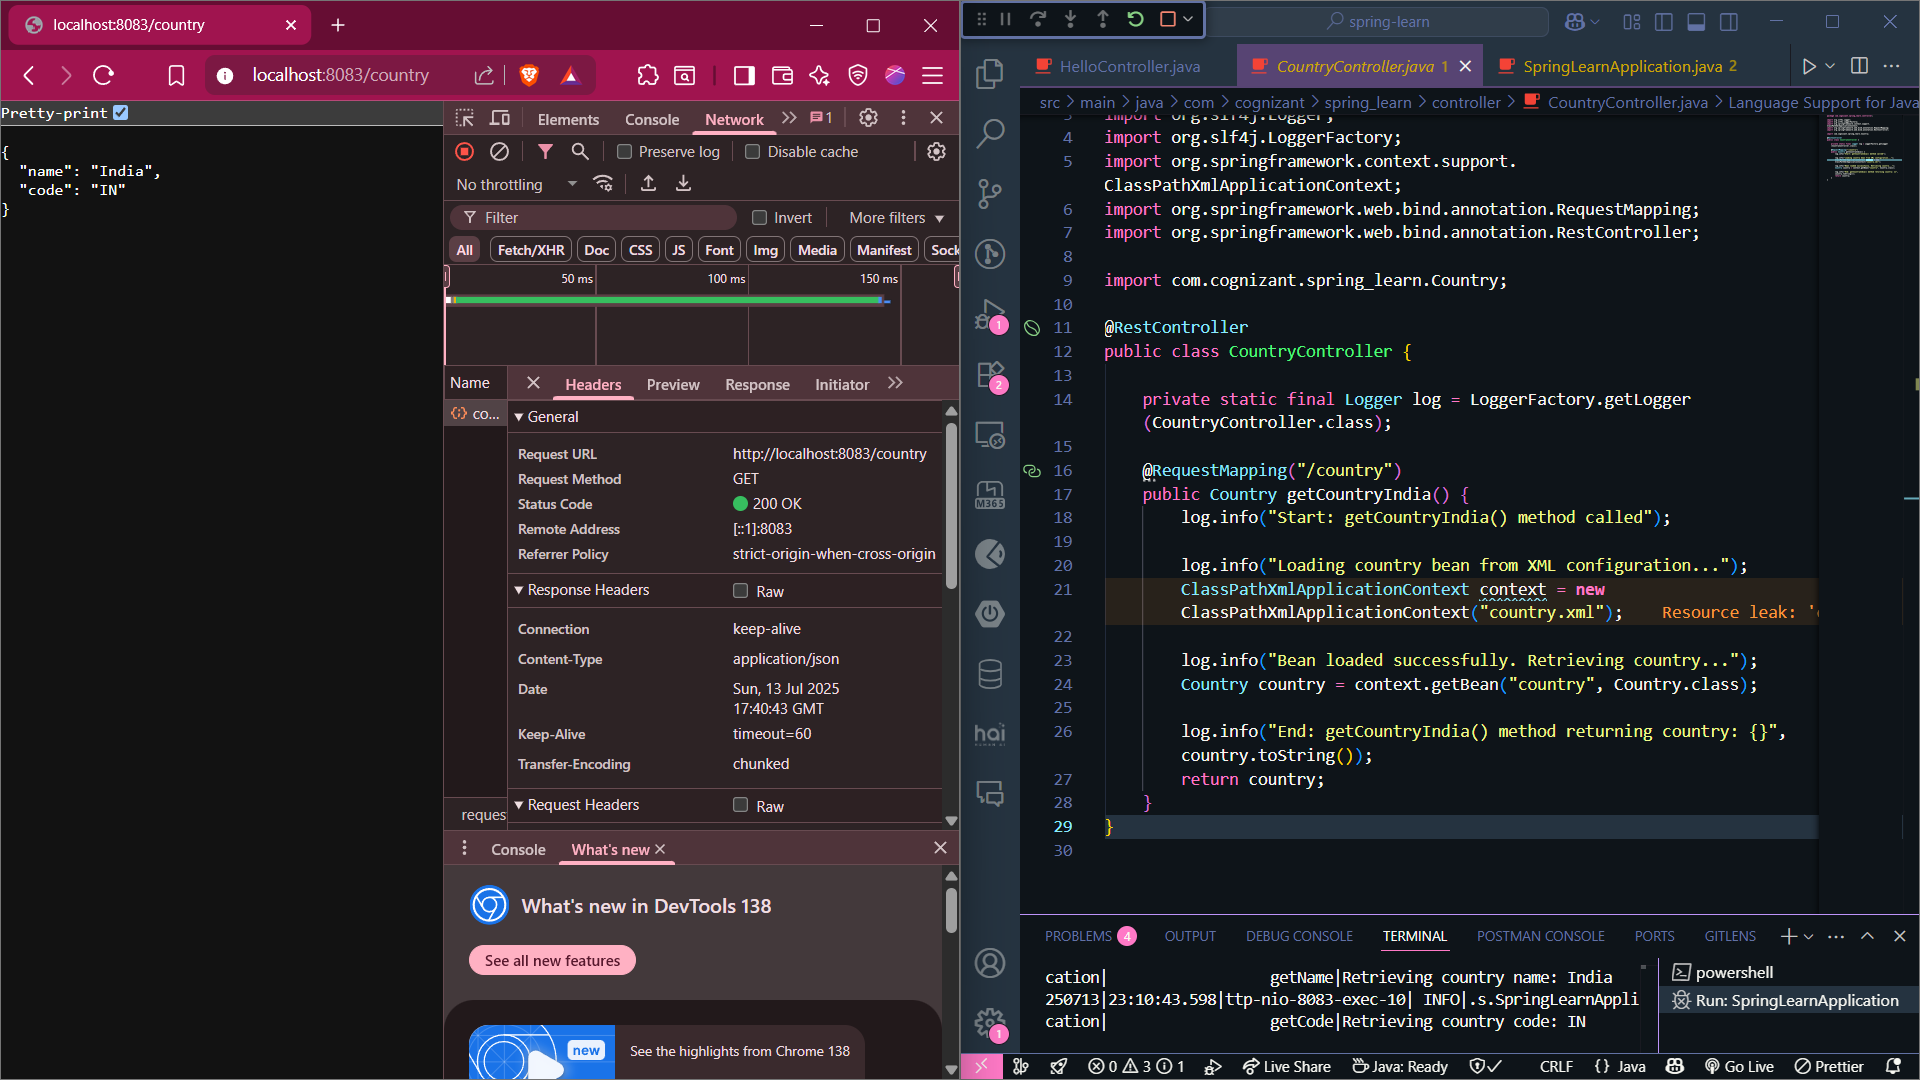 localhost:8083/country
localhost:8083/country
Pretty-print
{
"name": "India",
"code": "IN"
}
Elements
Console
Network
1
Preserve log
Disable cache
No throttling
Filter
Invert
More filters
All
Fetch/XHR
Doc
CSS
JS
Font
Img
Media
Manifest
Sock
50 ms
100 ms
150 ms
Name
Headers
Preview
Response
Initiator
co...
General
Request URL
http://localhost:8083/country
Request Method
GET
Status Code
200 OK
Remote Address
[::1]:8083
Referrer Policy
strict-origin-when-cross-origin
Response Headers
Raw
Connection
keep-alive
Content-Type
application/json
Date
Sun, 13 Jul 2025
17:40:43 GMT
Keep-Alive
timeout=60
Transfer-Encoding
chunked
Request Headers
Raw
reques
Console
What's new
What's new in DevTools 138
See all new features
new
See the highlights from Chrome 138
spring-learn
HelloController.java
CountryController.java 1
SpringLearnApplication.java 2
src > main > java > com > cognizant > spring_learn > controller > CountryController.java > Language Support for Java
import org.slf4j.Logger;
4 import org.slf4j.LoggerFactory;
5 import org.springframework.context.support.
ClassPathXmlApplicationContext;
6 import org.springframework.web.bind.annotation.RequestMapping;
7 import org.springframework.web.bind.annotation.RestController;
8
9 import com.cognizant.spring_learn.Country;
10
11 @RestController
12 public class CountryController {
13
14 private static final Logger log = LoggerFactory.getLogger
(CountryController.class);
15
16 @RequestMapping("/country")
17 public Country getCountryIndia() {
18 log.info("Start: getCountryIndia() method called");
19
20 log.info("Loading country bean from XML configuration...");
21 ClassPathXmlApplicationContext context = new
ClassPathXmlApplicationContext("country.xml"); Resource leak: '
22
23 log.info("Bean loaded successfully. Retrieving country...");
24 Country country = context.getBean("country", Country.class);
25
26 log.info("End: getCountryIndia() method returning country: {}",
country.toString());
27 return country;
28 }
29 }
30
1
2
M365
hai
1
PROBLEMS 4
OUTPUT
DEBUG CONSOLE
TERMINAL
POSTMAN CONSOLE
PORTS
GITLENS
cation| getName|Retrieving country name: India
250713|23:10:43.598|ttp-nio-8083-exec-10| INFO|.s.SpringLearnAppli
cation| getCode|Retrieving country code: IN
powershell
Run: SpringLearnApplication
0
3
1
Live Share
Java: Ready
CRLF
{ } Java
Go Live
Prettier